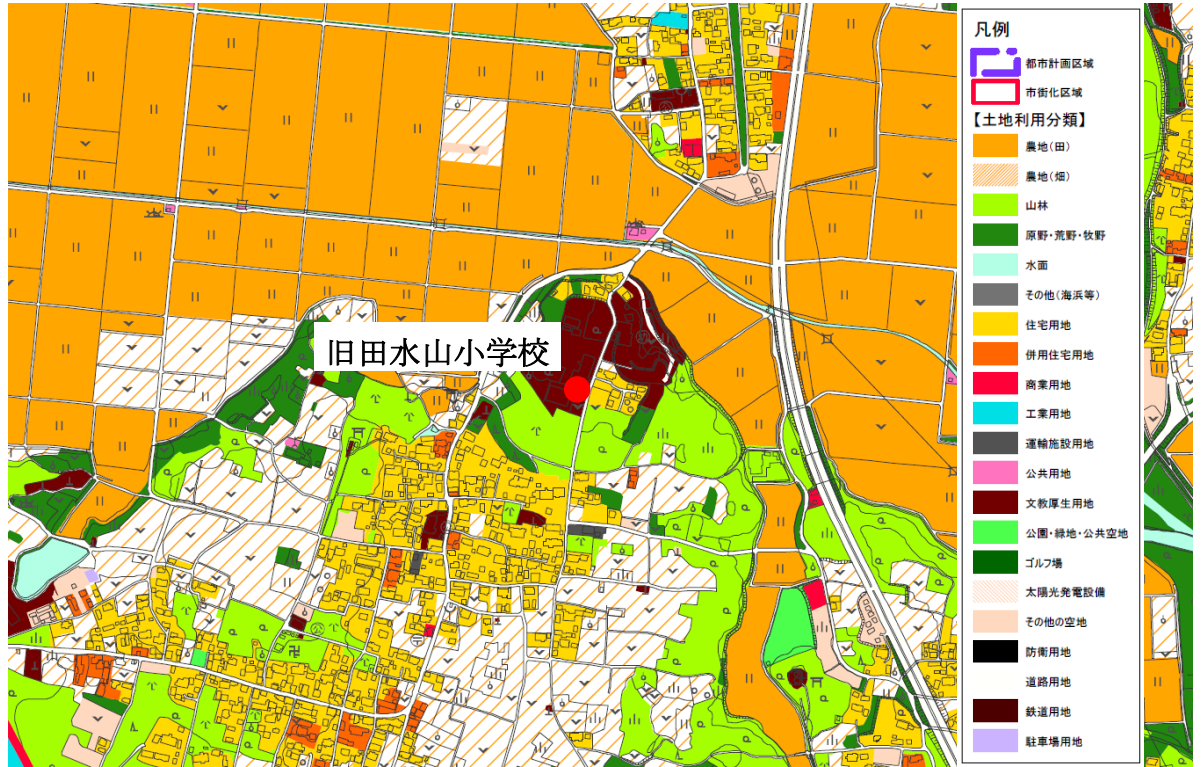 旧田水山小学校
凡例
都市計画区域
市街化区域
【土地利用分類】
農地(田)
農地(畑)
山林
原野・荒野・牧野
水面
その他(海浜等)
住宅用地
併用住宅用地
商業用地
工業用地
運輸施設用地
公共用地
文教厚生用地
公園・緑地・公共空地
ゴルフ場
太陽光発電設備
その他の空地
防衛用地
道路用地
鉄道用地
駐車場用地